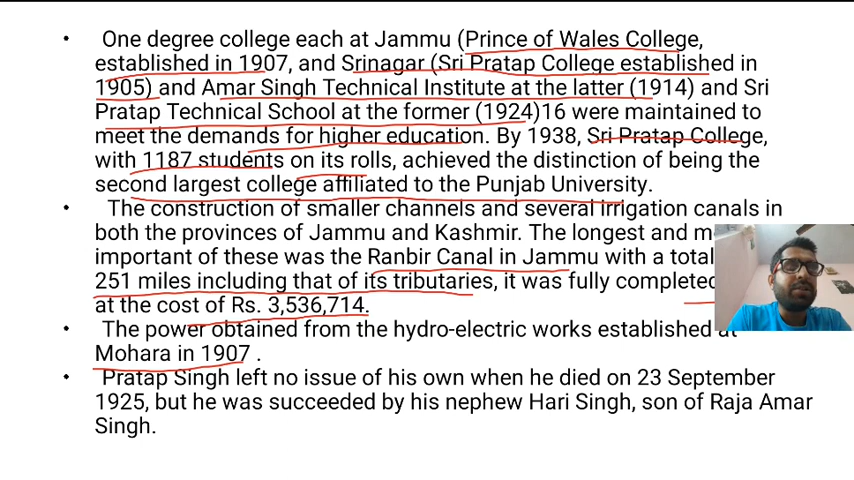 • One degree college each at Jammu (Prince of Wales College,
established in 1907, and Srinagar (Sri Pratap College established in
1905) and Amar Singh Technical Institute at the latter (1914) and Sri
Pratap Technical School at the former (1924)16 were maintained to
meet the demands for higher education. By 1938, Sri Pratap College,
with 1187 students on its rolls, achieved the distinction of being the
second largest college affiliated to the Punjab University.
• The construction of smaller channels and several irrigation canals in
both the provinces of Jammu and Kashmir. The longest and
important of these was the Ranbir Canal in Jammu with a total
251 miles including that of its tributaries, it was fully completed
at the cost of Rs. 3,536,714.
• The power obtained from the hydro-electric works established at
Mohara in 1907 .
• Pratap Singh left no issue of his own when he died on 23 September
1925, but he was succeeded by his nephew Hari Singh, son of Raja Amar
Singh.